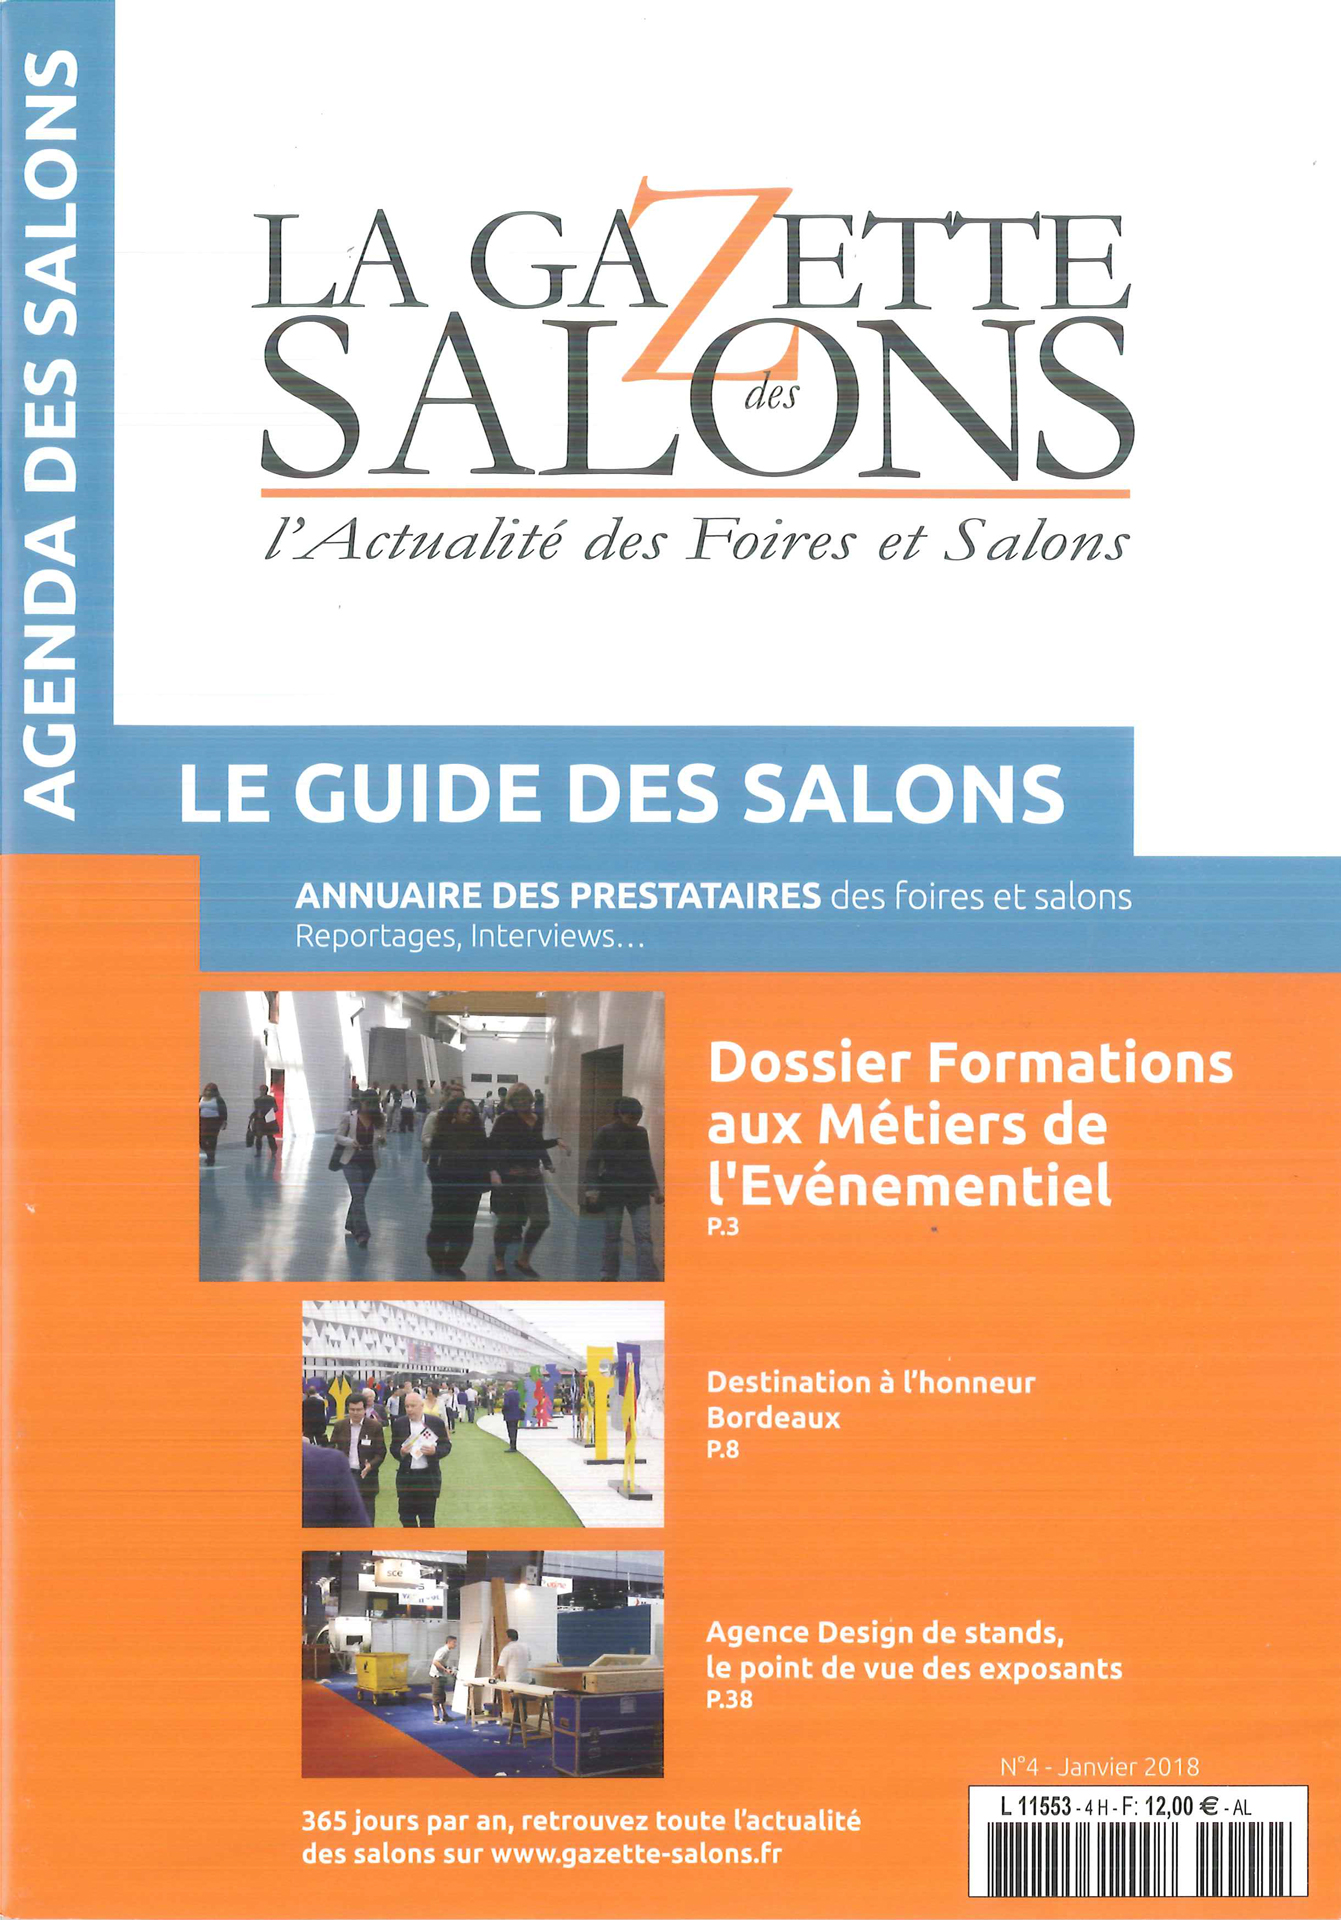 AGENDA DES SALONS
LA GAZETTE
des
SALONS
l'Actualité des Foires et Salons
LE GUIDE DES SALONS
ANNUAIRE DES PRESTATAIRES des foires et salons
Reportages, Interviews...
Dossier Formations
aux Métiers de
l'Evénementiel
P.3
Destination à l'honneur
Bordeaux
P.8
sce
Agence Design de stands,
le point de vue des exposants
P.38
N°4 - Janvier 2018
L 11553 - 4 H - F: 12,00 € - AL
365 jours par an, retrouvez toute l'actualité
des salons sur www.gazette-salons.fr